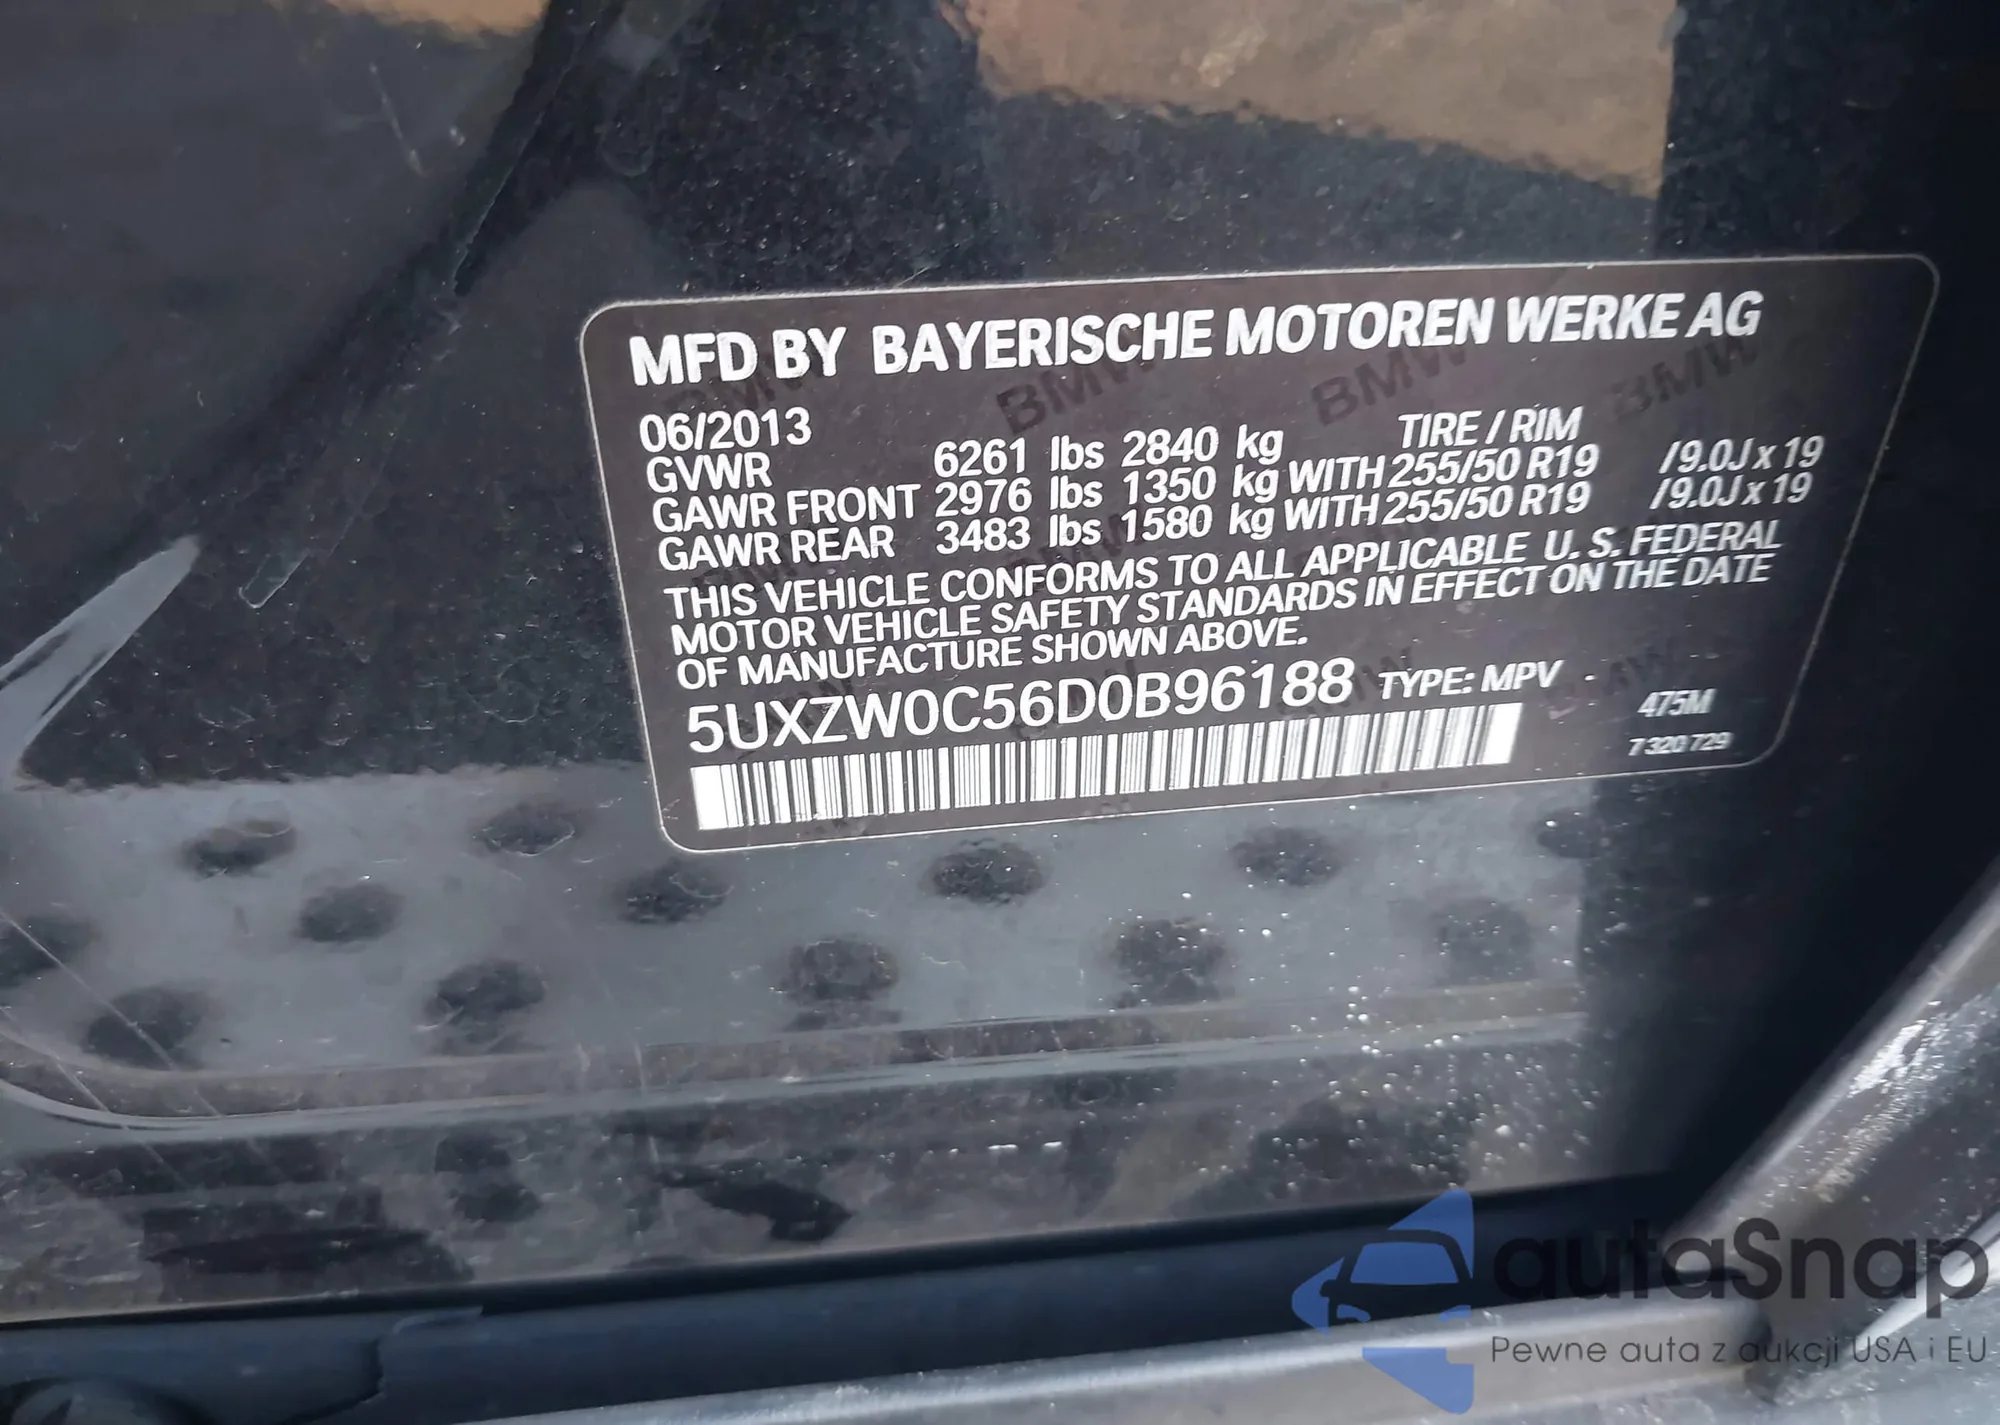 MFD BY BAYERISCHE MOTOREN WERKE AG
06/2013 TIRE / RIM
GVWR 6261 lbs 2840 kg
GAWR FRONT 2976 lbs 1350 kg WITH 255/50 R19 /9.0J x 19
GAWR REAR 3483 lbs 1580 kg WITH 255/50 R19 /9.0J x 19
THIS VEHICLE CONFORMS TO ALL APPLICABLE U. S. FEDERAL
MOTOR VEHICLE SAFETY STANDARDS IN EFFECT ON THE DATE
OF MANUFACTURE SHOWN ABOVE.
5UXZW0C56D0B96188 TYPE: MPV
475M
7 320 729
autaSnap
Pewne auta z aukcji USA i EU